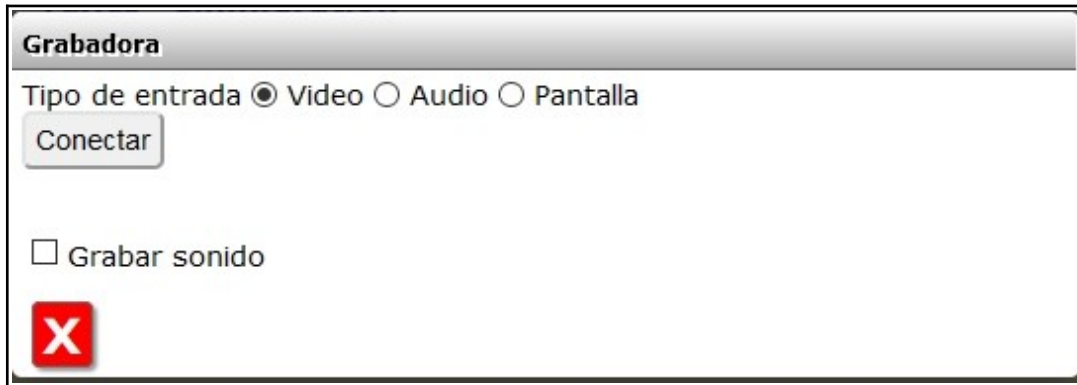 Grabadora
Tipo de entrada Video Audio Pantalla
Conectar
Grabar sonido
X